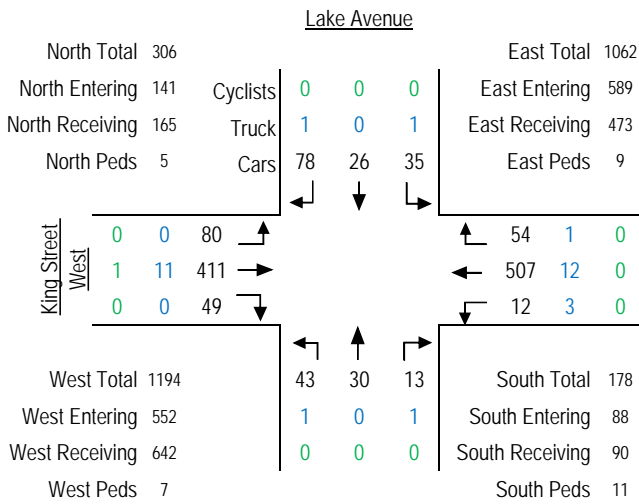 Lake Avenue
North Total 306
East Total 1062
North Entering 141
Cyclists 0 0 0
East Entering 589
North Receiving 165
Truck 1 0 1
East Receiving 473
North Peds 5
Cars 78 26 35
East Peds 9
King Street
West
0 0 80
54 1 0
1 11 411
507 12 0
0 0 49
12 3 0
West Total 1194
43 30 13
South Total 178
West Entering 552
1 0 1
South Entering 88
West Receiving 642
0 0 0
South Receiving 90
West Peds 7
South Peds 11